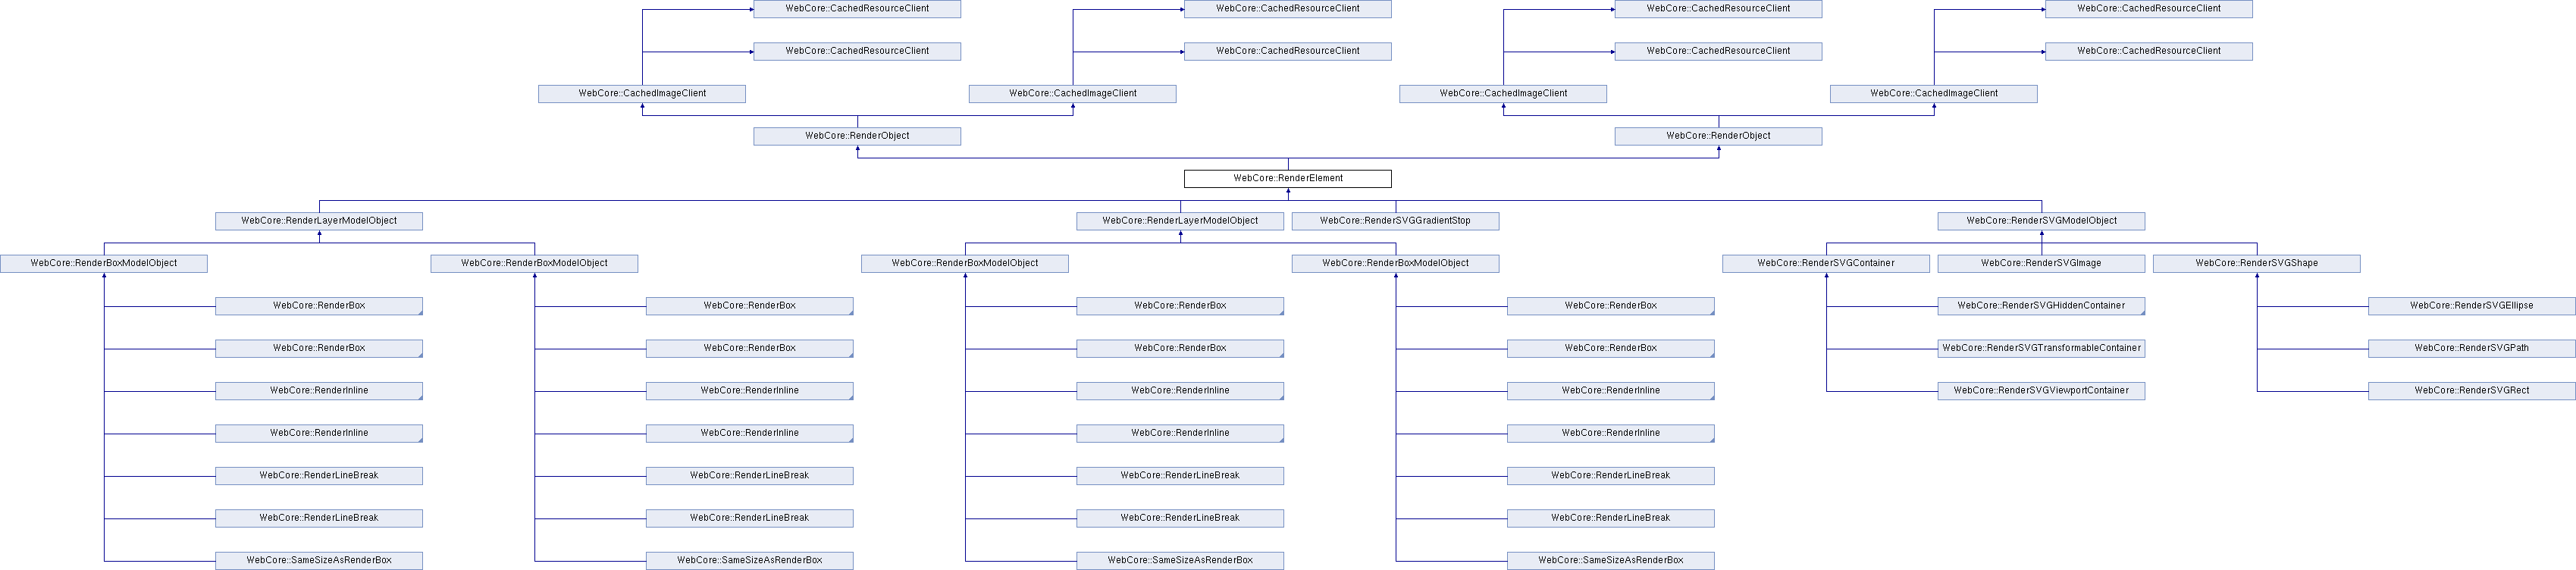 WebCore::CachedResourceClient
WebCore::CachedResourceClient
WebCore::CachedResourceClient
WebCore::CachedResourceClient
WebCore::CachedResourceClient
WebCore::CachedResourceClient
WebCore::CachedResourceClient
WebCore::CachedResourceClient
WebCore::CachedImageClient
WebCore::CachedImageClient
WebCore::CachedImageClient
WebCore::CachedImageClient
WebCore::RenderObject
WebCore::RenderObject
WebCore::RenderElement
WebCore::RenderLayerModelObject
WebCore::RenderLayerModelObject
WebCore::RenderSVGGradientStop
WebCore::RenderSVGModelObject
WebCore::RenderBoxModelObject
WebCore::RenderBoxModelObject
WebCore::RenderBoxModelObject
WebCore::RenderBoxModelObject
WebCore::RenderSVGContainer
WebCore::RenderSVGImage
WebCore::RenderSVGShape
WebCore::RenderBox
WebCore::RenderBox
WebCore::RenderBox
WebCore::RenderBox
WebCore::RenderSVGHiddenContainer
WebCore::RenderSVGEllipse
WebCore::RenderBox
WebCore::RenderBox
WebCore::RenderBox
WebCore::RenderBox
WebCore::RenderSVGTransformableContainer
WebCore::RenderSVGPath
WebCore::RenderInline
WebCore::RenderInline
WebCore::RenderInline
WebCore::RenderInline
WebCore::RenderSVGViewportContainer
WebCore::RenderSVGRect
WebCore::RenderInline
WebCore::RenderInline
WebCore::RenderInline
WebCore::RenderInline
WebCore::RenderLineBreak
WebCore::RenderLineBreak
WebCore::RenderLineBreak
WebCore::RenderLineBreak
WebCore::RenderLineBreak
WebCore::RenderLineBreak
WebCore::RenderLineBreak
WebCore::RenderLineBreak
WebCore::SameSizeAsRenderBox
WebCore::SameSizeAsRenderBox
WebCore::SameSizeAsRenderBox
WebCore::SameSizeAsRenderBox